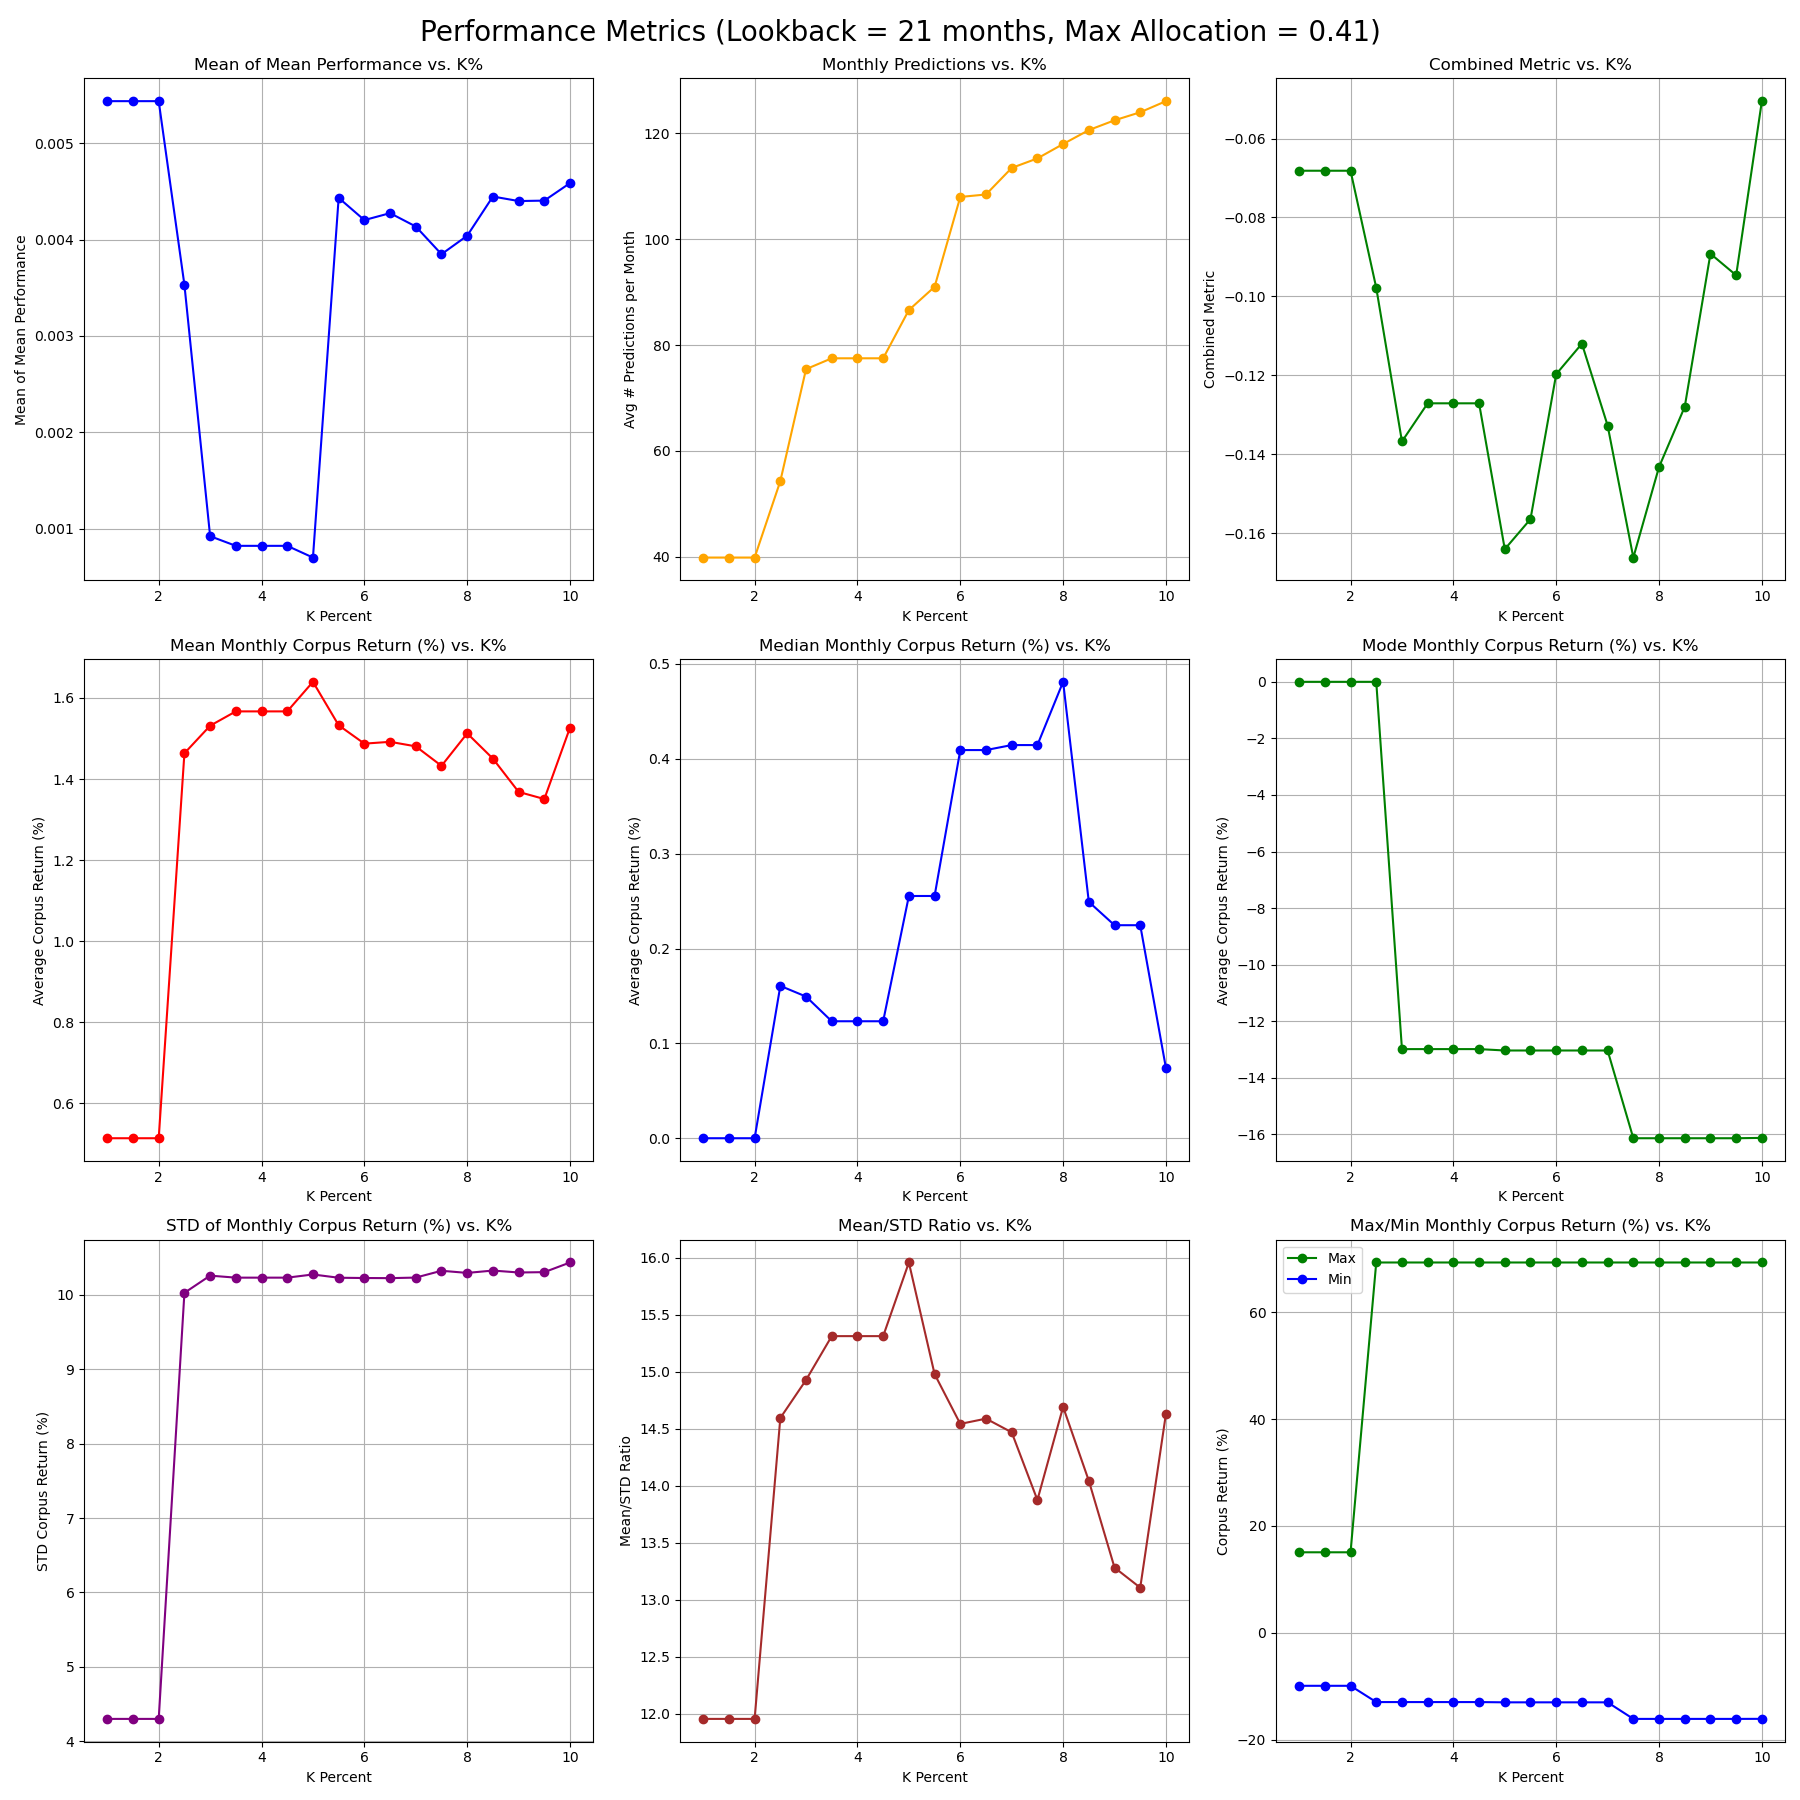 Performance Metrics (Lookback = 21 months, Max Allocation = 0.41)
Mean of Mean Performance vs. K%
Mean of Mean Performance
0.005
0.004
0.003
0.002
0.001
2 4 6 8 10
K Percent
Monthly Predictions vs. K%
Avg # Predictions per Month
120
100
80
60
40
2 4 6 8 10
K Percent
Combined Metric vs. K%
Combined Metric
−0.06
−0.08
−0.10
−0.12
−0.14
−0.16
2 4 6 8 10
K Percent
Mean Monthly Corpus Return (%) vs. K%
Average Corpus Return (%)
1.6
1.4
1.2
1.0
0.8
0.6
2 4 6 8 10
K Percent
Median Monthly Corpus Return (%) vs. K%
Average Corpus Return (%)
0.5
0.4
0.3
0.2
0.1
0.0
2 4 6 8 10
K Percent
Mode Monthly Corpus Return (%) vs. K%
Average Corpus Return (%)
0
−2
−4
−6
−8
−10
−12
−14
−16
2 4 6 8 10
K Percent
STD of Monthly Corpus Return (%) vs. K%
STD Corpus Return (%)
10
9
8
7
6
5
4
2 4 6 8 10
K Percent
Mean/STD Ratio vs. K%
Mean/STD Ratio
16.0
15.5
15.0
14.5
14.0
13.5
13.0
12.5
12.0
2 4 6 8 10
K Percent
Max/Min Monthly Corpus Return (%) vs. K%
Corpus Return (%)
Max
Min
60
40
20
0
−20
2 4 6 8 10
K Percent